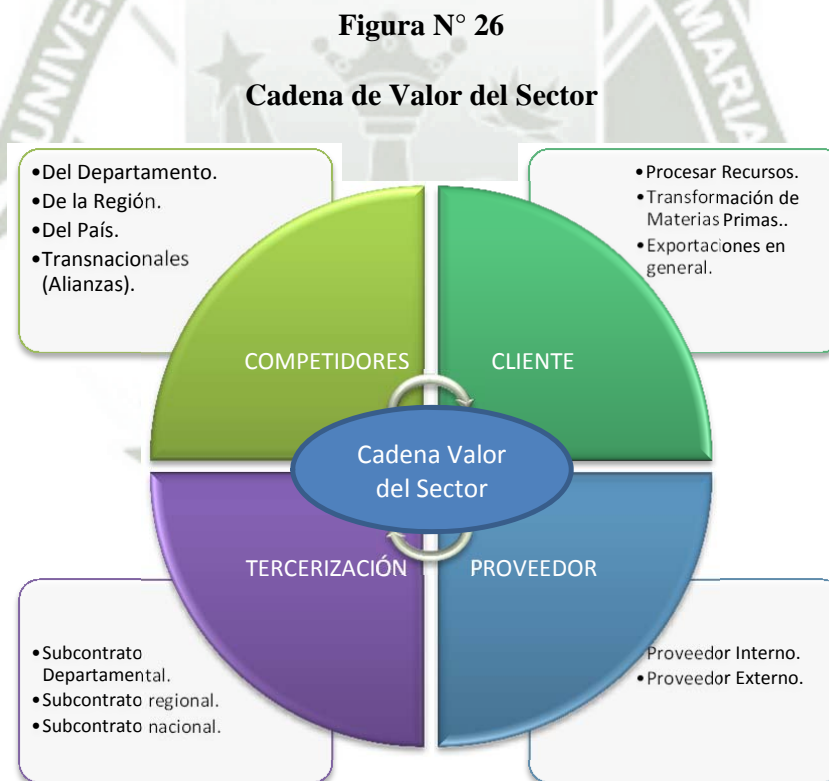 Figura N° 26
Cadena de Valor del Sector
•Del Departamento.
•De la Región.
•Del País.
•Transnacionales
(Alianzas).
•Procesar Recursos.
•Transformación de
Materias Primas..
•Exportaciones en
general.
COMPETIDORES
CLIENTE
Cadena Valor
del Sector
TERCERIZACIÓN
PROVEEDOR
•Subcontrato
Departamental.
•Subcontrato regional.
•Subcontrato nacional.
Proveedor Interno.
•Proveedor Externo.